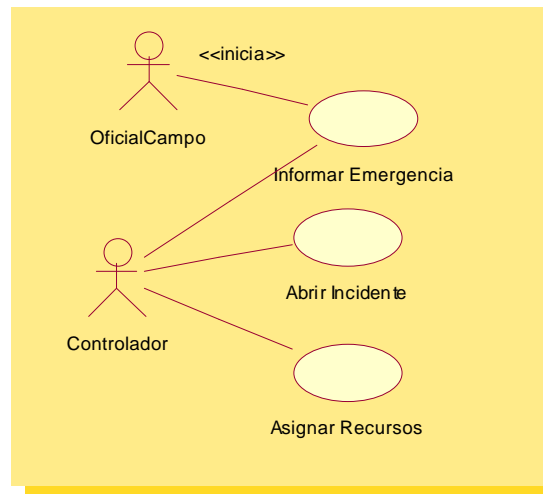 <<inicia>>
OficialCampo
Informar Emergencia
Abrir Incidente
Controlador
Asignar Recursos